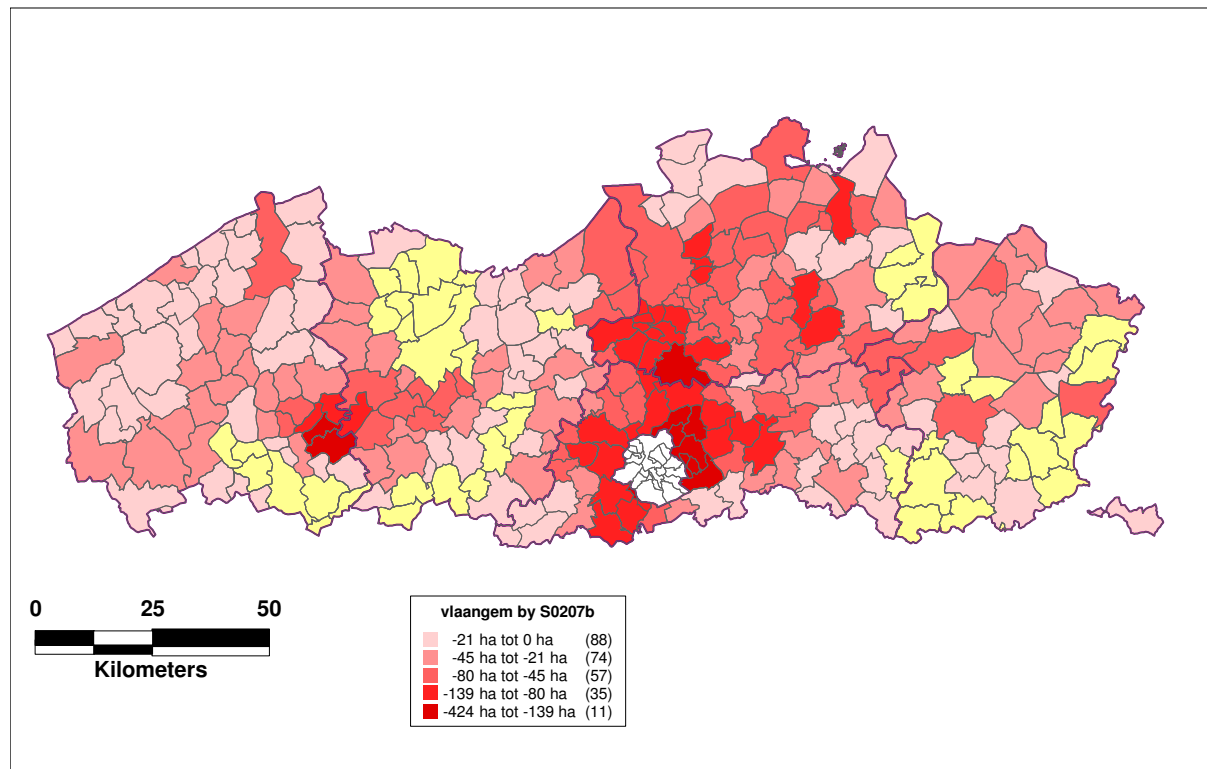 0 25 50
Kilometers
vlaangem by S0207b
-21 ha tot 0 ha (88)
-45 ha tot -21 ha (74)
-80 ha tot -45 ha (57)
-139 ha tot -80 ha (35)
-424 ha tot -139 ha (11)